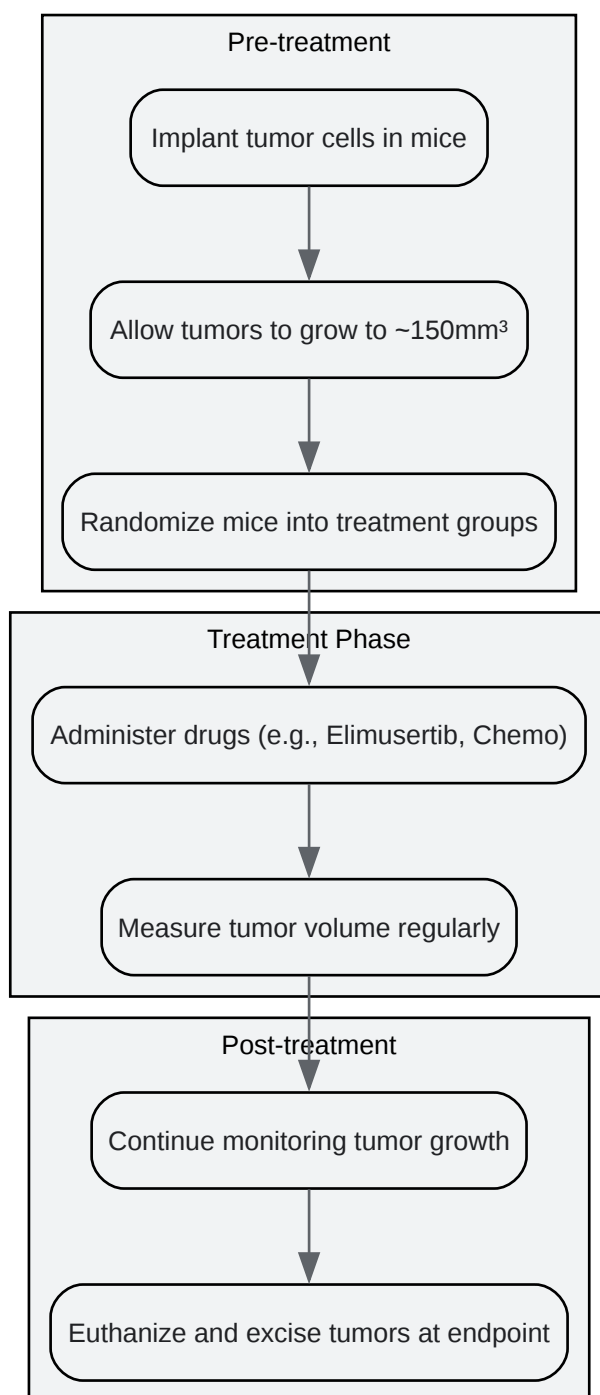 Pre-treatment
Implant tumor cells in mice
Allow tumors to grow to ~150mm³
Randomize mice into treatment groups
Treatment Phase
Administer drugs (e.g., Elimusertib, Chemo)
Measure tumor volume regularly
Post-treatment
Continue monitoring tumor growth
Euthanize and excise tumors at endpoint